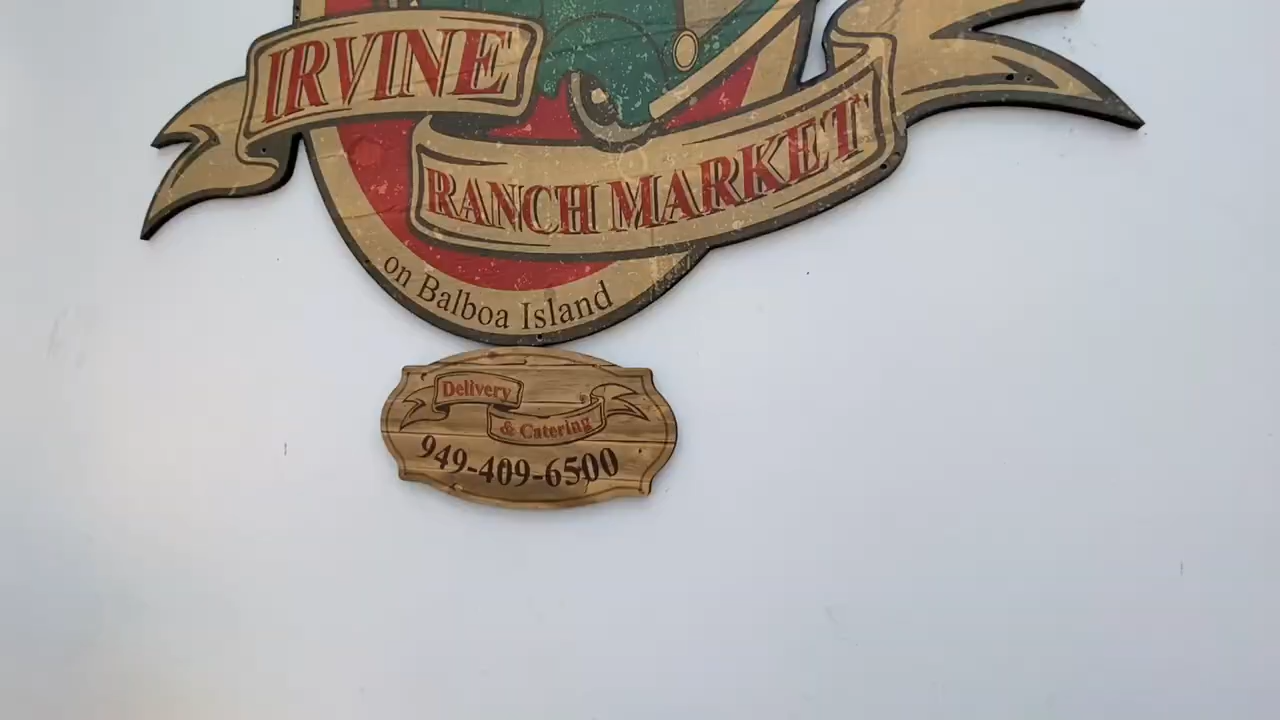 IRVINE
RANCH MARKET
on Balboa Island
Delivery
& Catering
949-409-6500